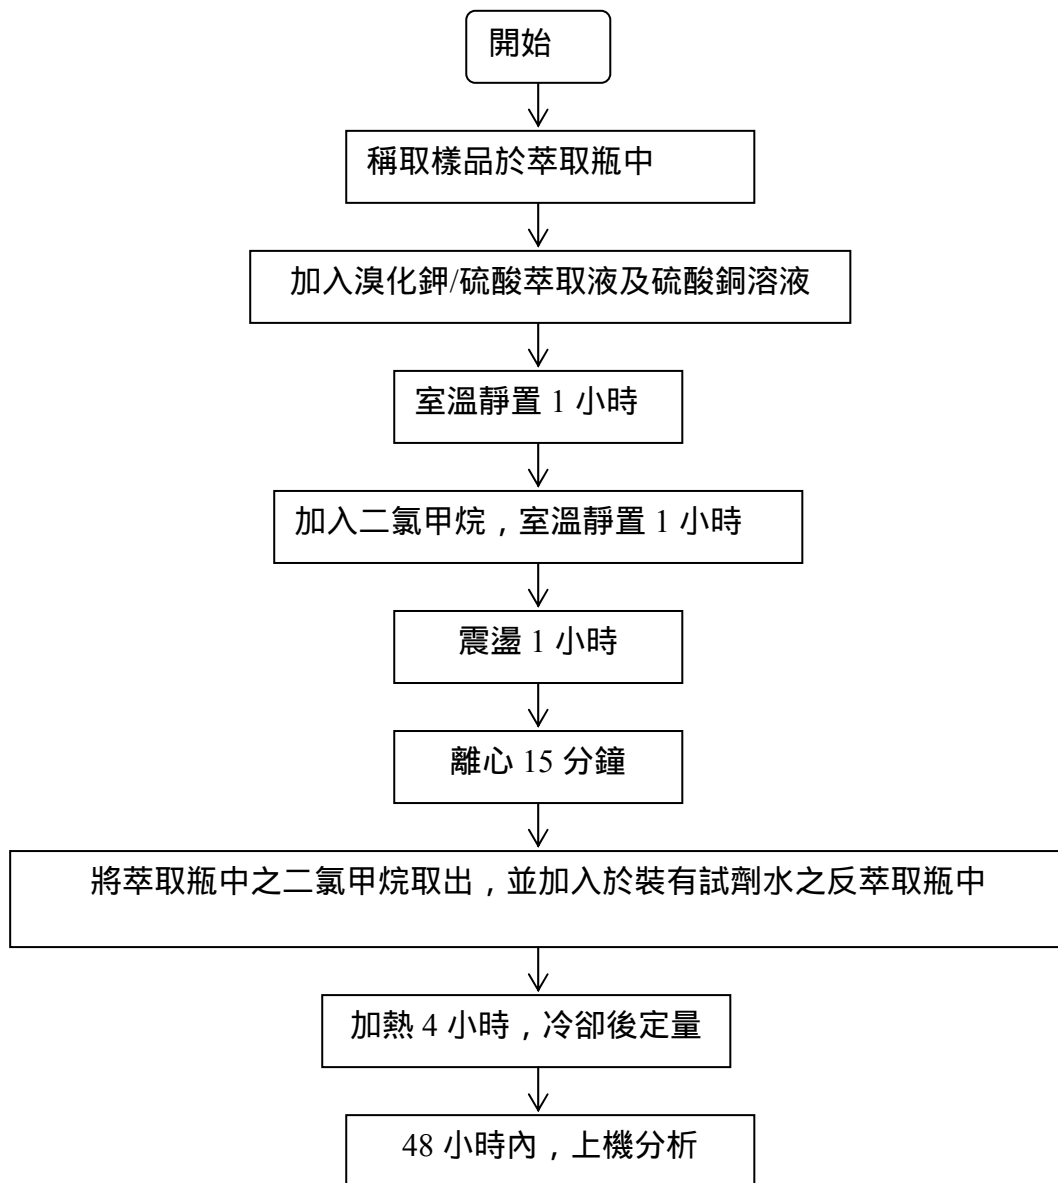 開始
稱取樣品於萃取瓶中
加入溴化鉀/硫酸萃取液及硫酸銅溶液
室溫靜置 1 小時
加入二氯甲烷，室溫靜置 1 小時
震盪 1 小時
離心 15 分鐘
將萃取瓶中之二氯甲烷取出，並加入於裝有試劑水之反萃取瓶中
加熱 4 小時，冷卻後定量
48 小時內，上機分析